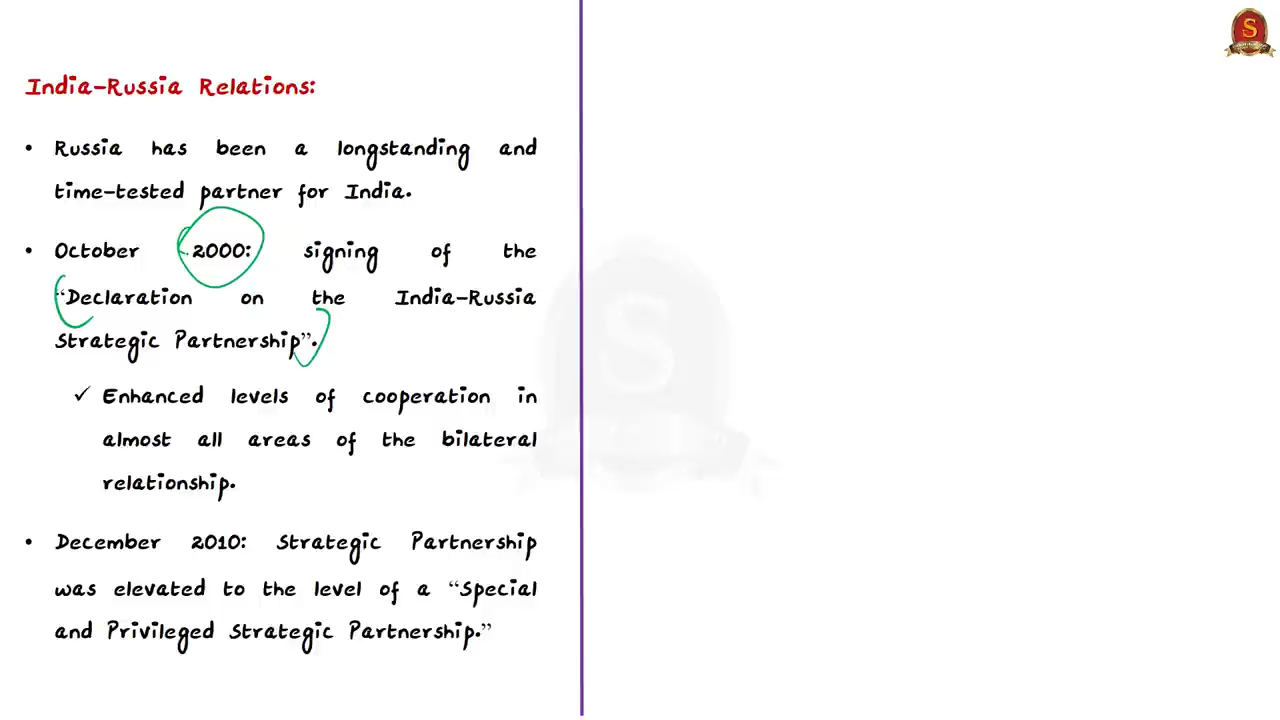 India-Russia Relations:
• Russia has been a longstanding and
time-tested partner for India.
• October 2000: signing of the
“Declaration on the India-Russia
Strategic Partnership”.
✓ Enhanced levels of cooperation in
almost all areas of the bilateral
relationship.
• December 2010: Strategic Partnership
was elevated to the level of a “Special
and Privileged Strategic Partnership.”
S
S